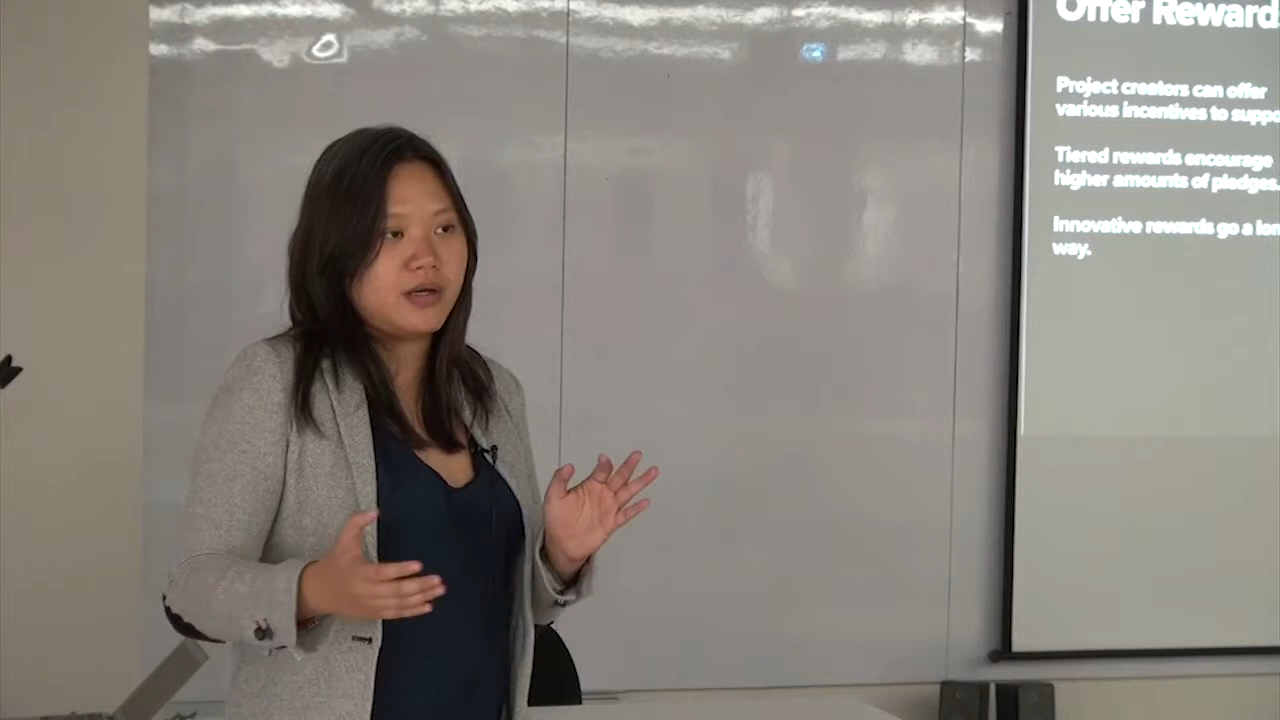 Offer Reward
Project creators can offer
various incentives to suppo
Tiered rewards encourage
higher amounts of pledges.
Innovative rewards go a lon
way.